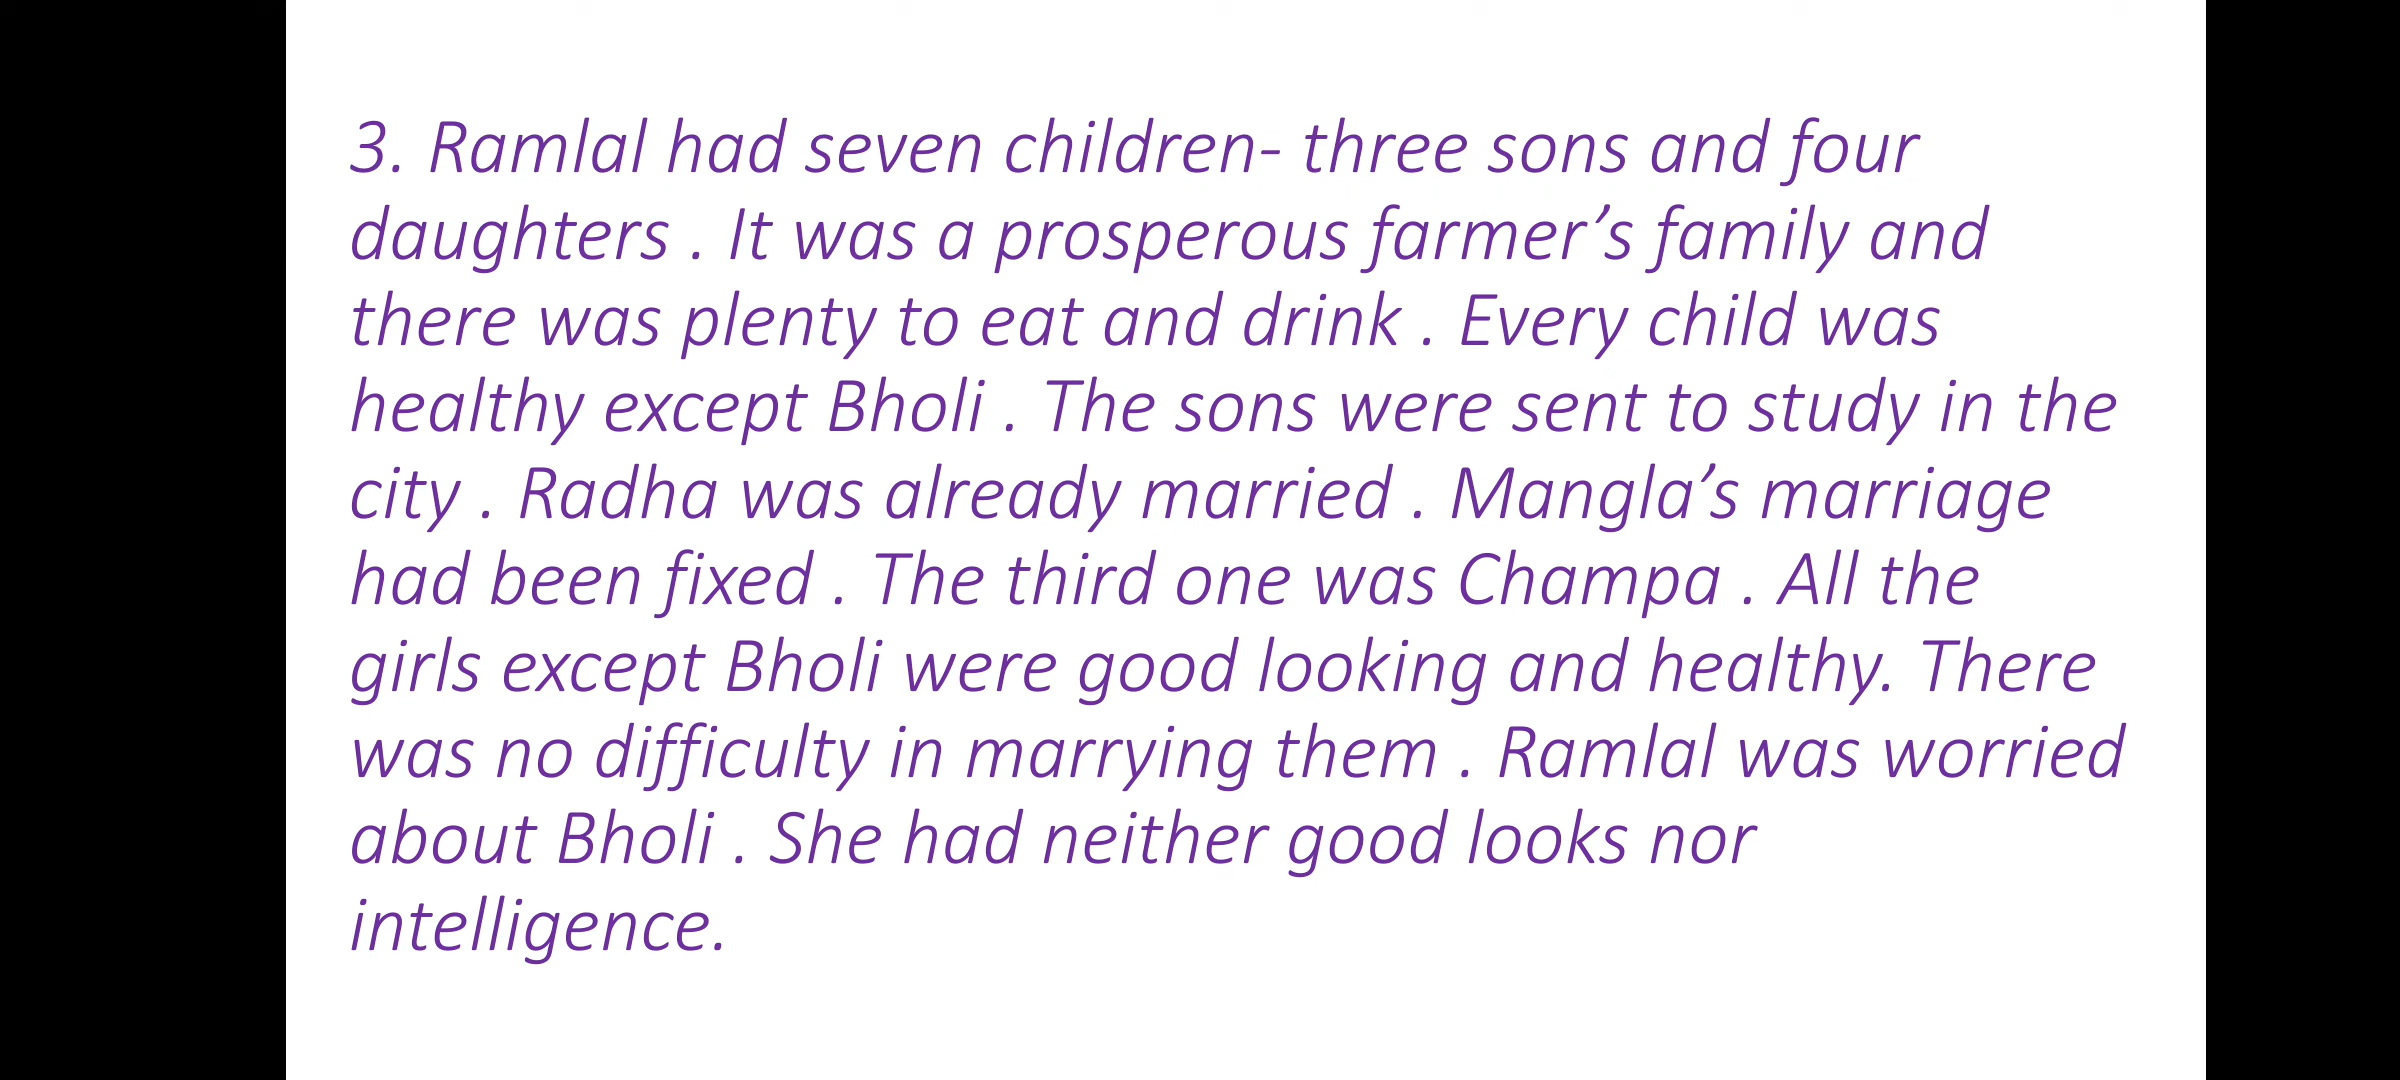 3. Ramlal had seven children- three sons and four
daughters . It was a prosperous farmer’s family and
there was plenty to eat and drink . Every child was
healthy except Bholi . The sons were sent to study in the
city . Radha was already married . Mangla’s marriage
had been fixed . The third one was Champa . All the
girls except Bholi were good looking and healthy. There
was no difficulty in marrying them . Ramlal was worried
about Bholi . She had neither good looks nor
intelligence.